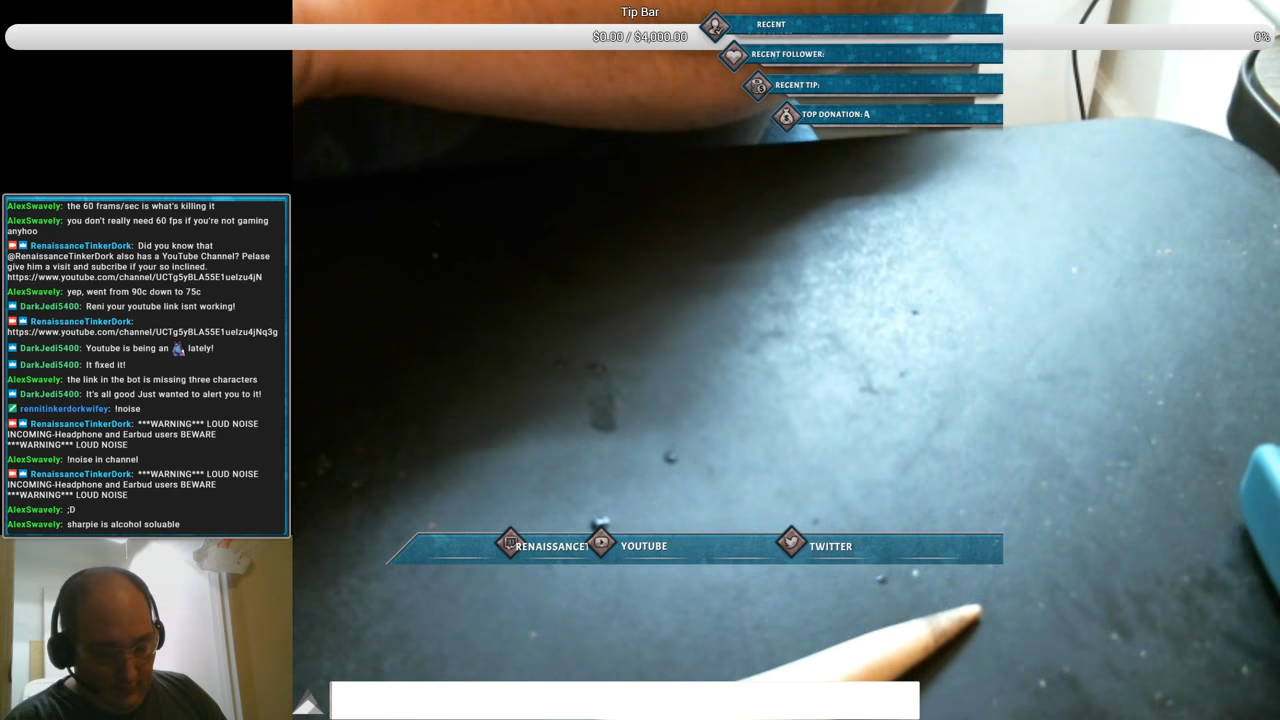 Tip Bar
$0.00 / $4,000.00
0%
RECENT
RECENT FOLLOWER:
RECENT TIP:
TOP DONATION: A
AlexSwavely: the 60 frams/sec is what's killing it
AlexSwavely: you don't really need 60 fps if you're not gaming
anyhoo
RenaissanceTinkerDork: Did you know that
@RenaissanceTinkerDork also has a YouTube Channel? Pelase
give him a visit and subcribe if your so inclined.
https://www.youtube.com/channel/UCTg5yBLA55E1ueIzu4jN
AlexSwavely: yep, went from 90c down to 75c
DarkJedi5400: Reni your youtube link isnt working!
RenaissanceTinkerDork:
https://www.youtube.com/channel/UCTg5yBLA55E1ueIzu4jNq3g
DarkJedi5400: Youtube is being an lately!
DarkJedi5400: It fixed it!
AlexSwavely: the link in the bot is missing three characters
DarkJedi5400: It's all good Just wanted to alert you to it!
rennitinkerdorkwifey: !noise
RenaissanceTinkerDork: ***WARNING*** LOUD NOISE
INCOMING-Headphone and Earbud users BEWARE
***WARNING*** LOUD NOISE
AlexSwavely: !noise in channel
RenaissanceTinkerDork: ***WARNING*** LOUD NOISE
INCOMING-Headphone and Earbud users BEWARE
***WARNING*** LOUD NOISE
AlexSwavely: ;D
AlexSwavely: sharpie is alcohol soluable
RENAISSANCET
YOUTUBE
TWITTER